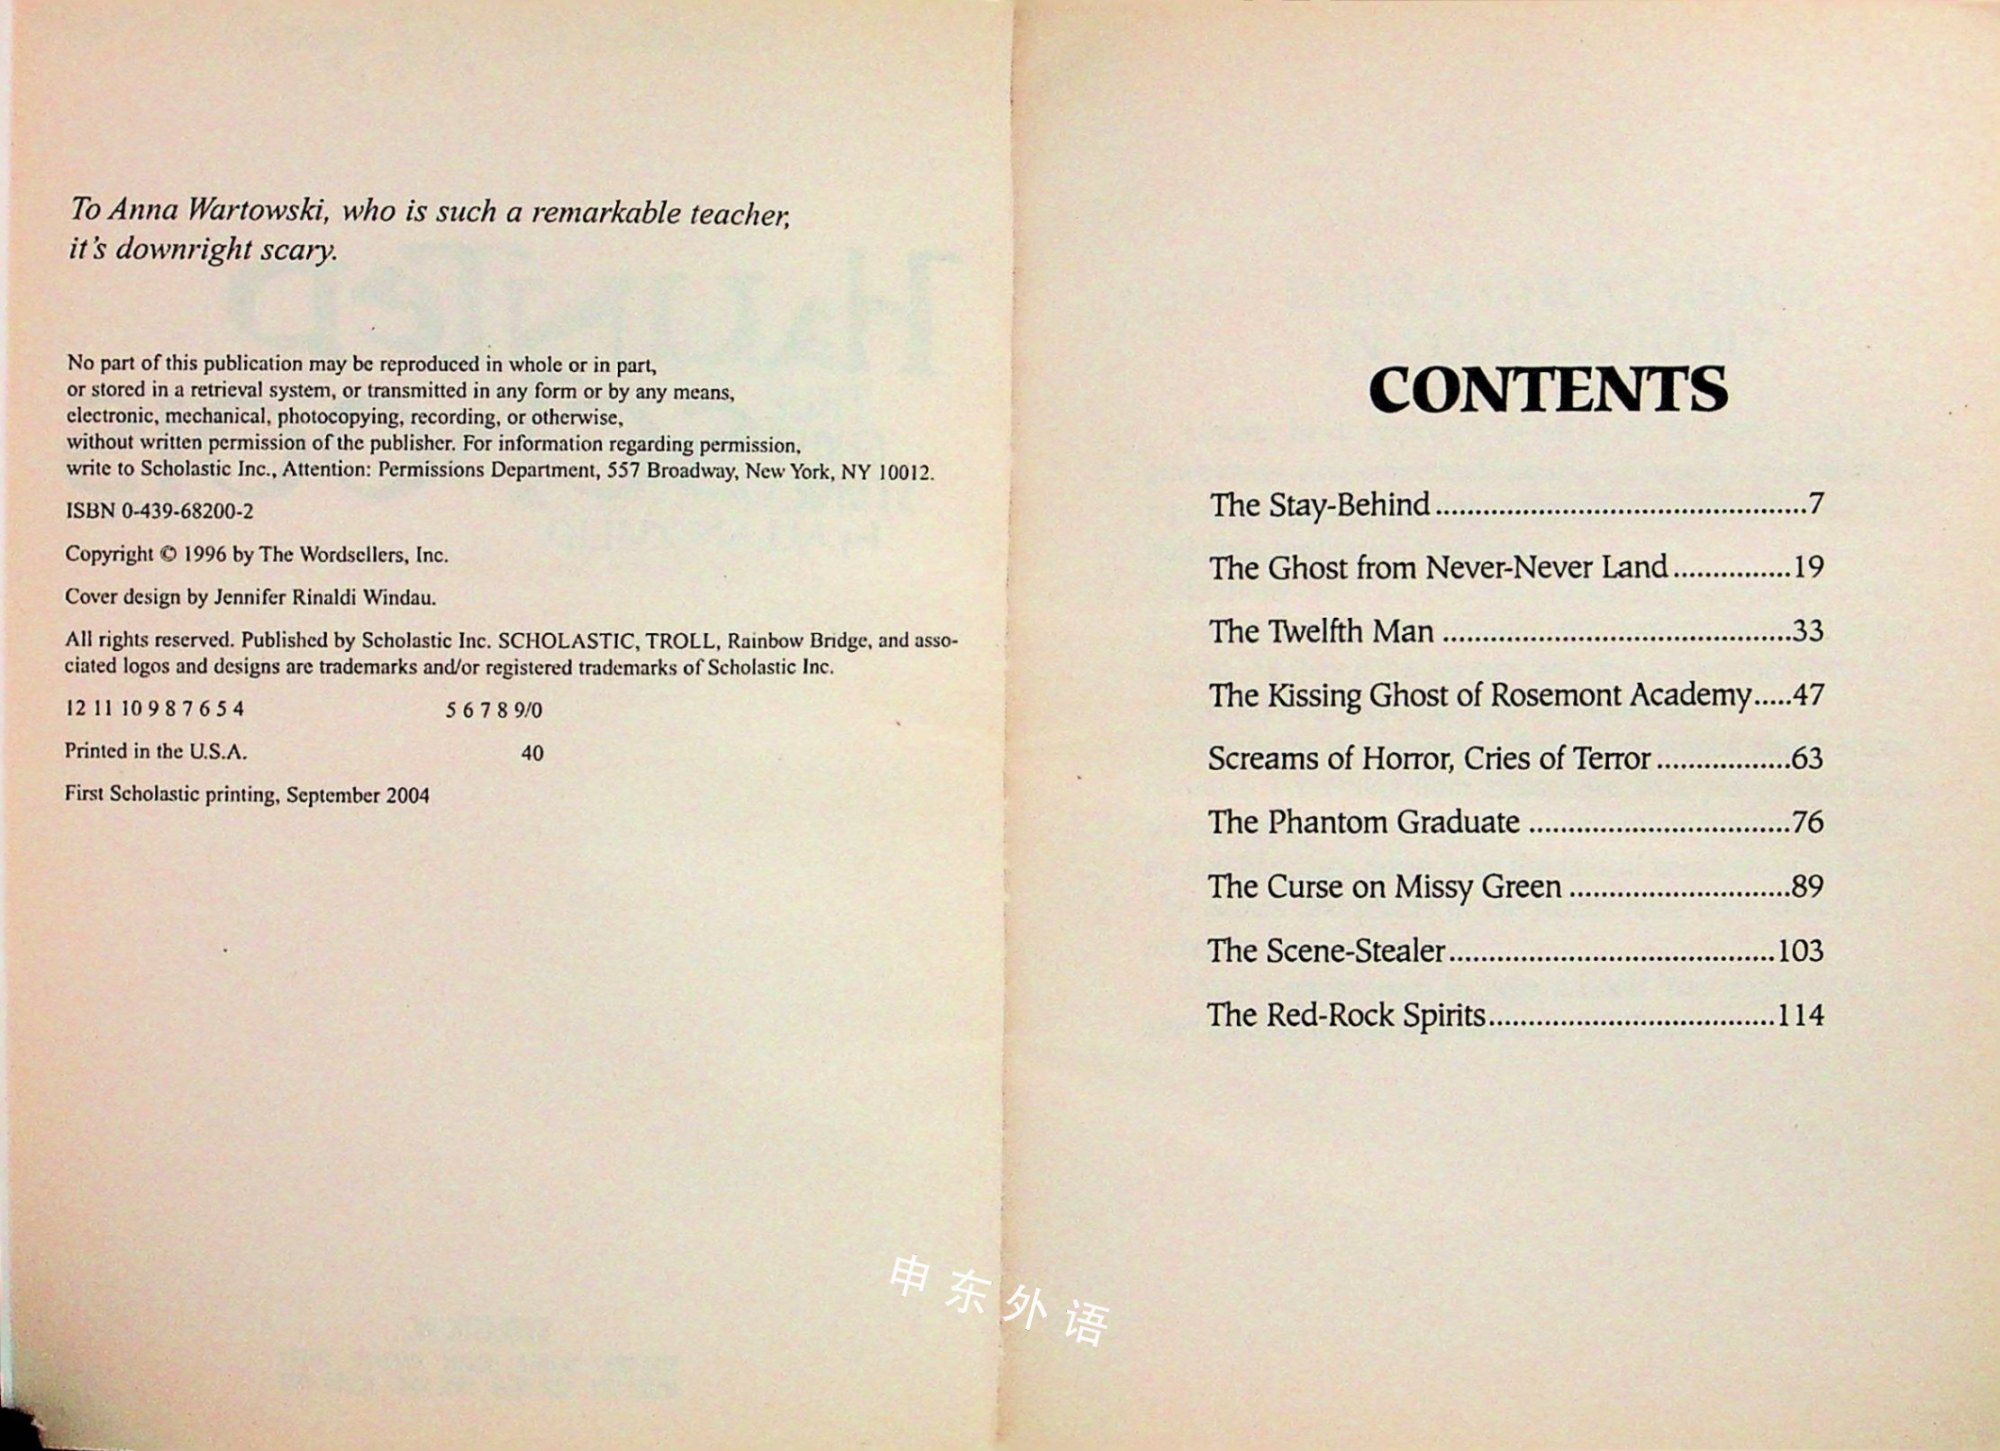 To Anna Wartowski, who is such a remarkable teacher,
it's downright scary.
No part of this publication may be reproduced in whole or in part,
or stored in a retrieval system, or transmitted in any form or by any means,
electronic, mechanical, photocopying, recording, or otherwise,
without written permission of the publisher. For information regarding permission,
write to Scholastic Inc., Attention: Permissions Department, 557 Broadway, New York, NY 10012.
ISBN 0-439-68200-2
Copyright © 1996 by The Wordsellers, Inc.
Cover design by Jennifer Rinaldi Windau.
All rights reserved. Published by Scholastic Inc. SCHOLASTIC, TROLL, Rainbow Bridge, and asso-
ciated logos and designs are trademarks and/or registered trademarks of Scholastic Inc.
12 11 10 9 8 7 6 5 4 5 6 7 8 9/0
Printed in the U.S.A. 40
First Scholastic printing, September 2004
CONTENTS
The Stay-Behind...............................................7
The Ghost from Never-Never Land...............19
The Twelfth Man ............................................33
The Kissing Ghost of Rosemont Academy.....47
Screams of Horror, Cries of Terror.................63
The Phantom Graduate .................................76
The Curse on Missy Green ............................89
The Scene-Stealer.........................................103
The Red-Rock Spirits....................................114
申东外语